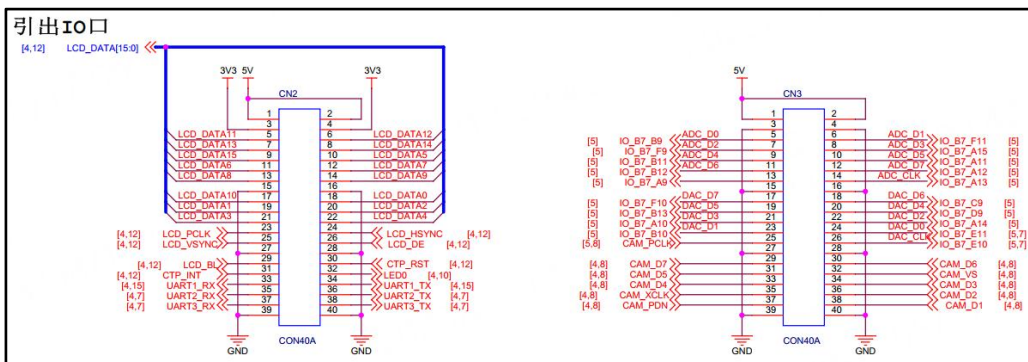 引出IO口
[4,12] LCD_DATA[15:0]
3V3 5V 3V3
CN2
1 2
3 4
LCD_DATA11 5 6 LCD_DATA12
LCD_DATA13 7 8 LCD_DATA14
LCD_DATA15 9 10 LCD_DATA5
LCD_DATA6 11 12 LCD_DATA7
LCD_DATA8 13 14 LCD_DATA9
15 16
LCD_DATA10 17 18 LCD_DATA0
LCD_DATA1 19 20 LCD_DATA2
LCD_DATA3 21 22 LCD_DATA4
[4,12] LCD_PCLK 23 24 LCD_HSYNC [4,12]
[4,12] LCD_VSYNC 25 26 LCD_DE [4,12]
27 28
[4,12] LCD_BL 29 30 CTP_RST [4,12]
[4,12] CTP_INT 31 32 LED0 [4,10]
[4,15] UART1_RX 33 34 UART1_TX [4,15]
[4,7] UART2_RX 35 36 UART2_TX [4,7]
[4,7] UART3_RX 37 38 UART3_TX [4,7]
39 40
GND CON40A GND
5V
CN3
1 2
3 4
[5] IO_B7_B9 ADC_D0 5 6 ADC_D1 IO_B7_F11 [5]
[5] IO_B7_F9 ADC_D2 7 8 ADC_D3 IO_B7_A15 [5]
[5] IO_B7_B11 ADC_D4 9 10 ADC_D5 IO_B7_A11 [5]
[5] IO_B7_B12 ADC_D6 11 12 ADC_D7 IO_B7_A12 [5]
[5] IO_B7_A9 13 14 ADC_CLK IO_B7_A13 [5]
15 16
[5] IO_B7_F10 DAC_D7 17 18 DAC_D6 IO_B7_C9 [5]
[5] IO_B7_B13 DAC_D5 19 20 DAC_D4 IO_B7_D9 [5]
[5] IO_B7_A10 DAC_D3 21 22 DAC_D2 IO_B7_A14 [5]
[5] IO_B7_B10 DAC_D1 23 24 DAC_D0 IO_B7_E11 [5,7]
[5,8] CAM_PCLK 25 26 DAC_CLK IO_B7_E10 [5,7]
27 28
[4,8] CAM_D7 29 30 CAM_D6 [4,8]
[4,8] CAM_D5 31 32 CAM_VS [4,8]
[4,8] CAM_D4 33 34 CAM_D3 [4,8]
[4,8] CAM_XCLK 35 36 CAM_D2 [4,8]
[4,8] CAM_PDN 37 38 CAM_D1 [4,8]
39 40
GND CON40A GND